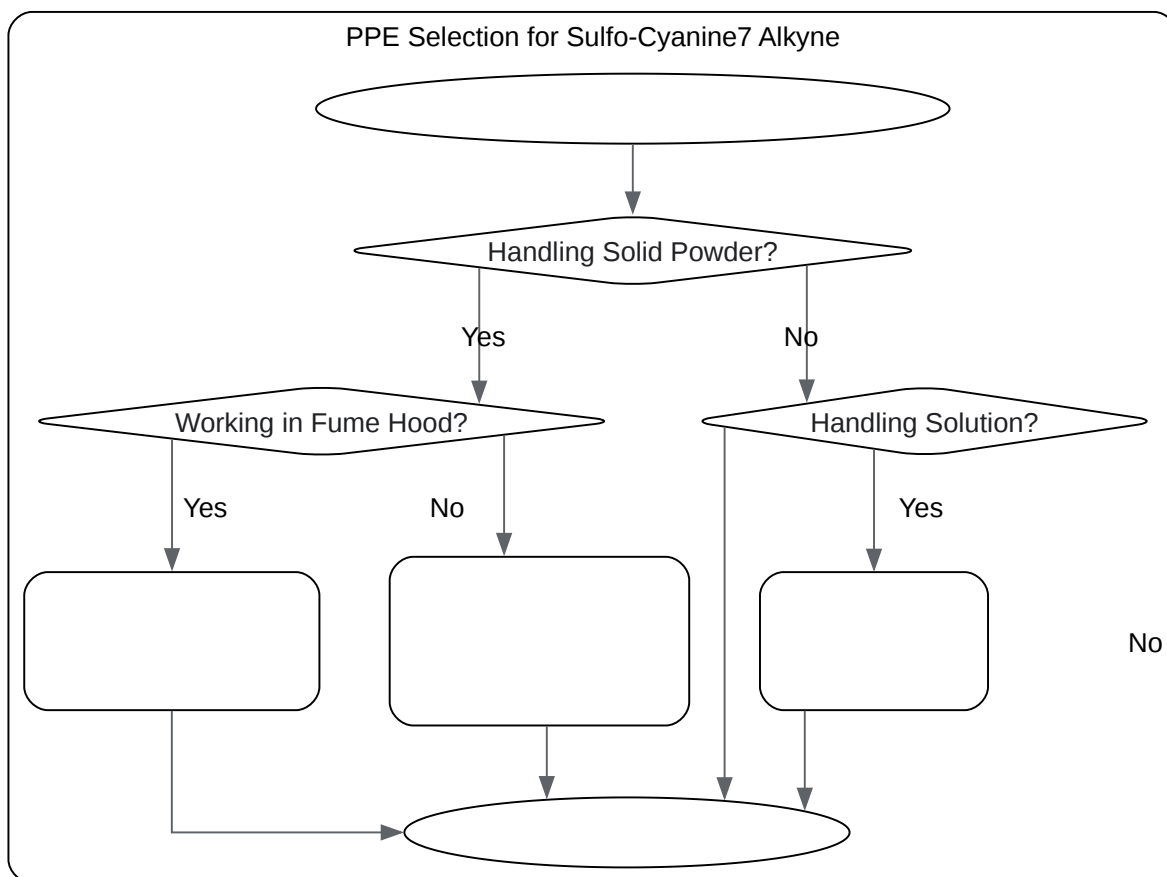 PPE Selection for Sulfo-Cyanine7 Alkyne
Handling Solid Powder?
Yes
No
Working in Fume Hood?
Handling Solution?
Yes
No
Yes
No